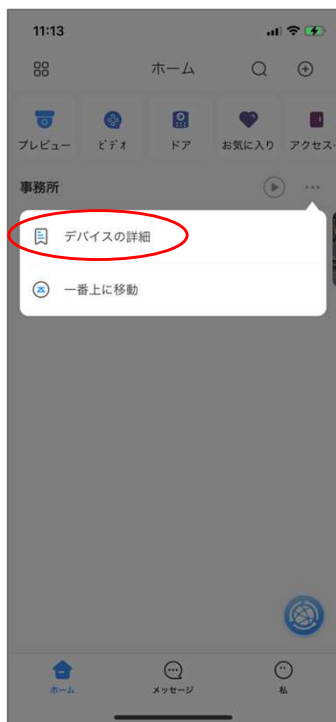 11:13
ホーム
プレビュー ビデオ ドア お気に入り アクセス
事務所
デバイスの詳細
一番上に移動
ホーム メッセージ 私